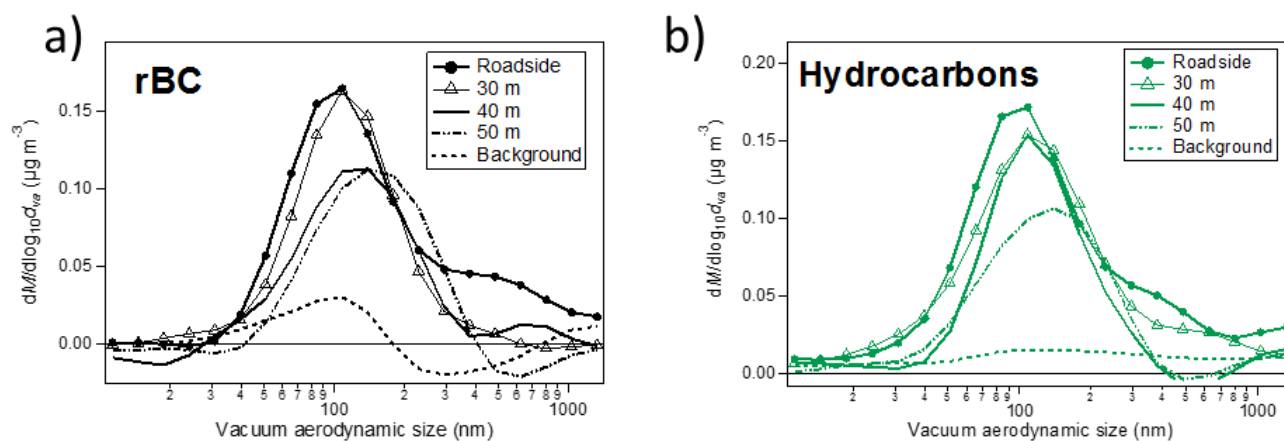 a)
rBC
Roadside
30 m
40 m
50 m
Background
0.15
0.10
0.05
0.00
dM/dlog₁₀dva (µg m⁻³)
2 3 4 5 6 7 8 9 2 3 4 5 6 7 8 9
100 1000
Vacuum aerodynamic size (nm)
b)
Hydrocarbons
Roadside
30 m
40 m
50 m
Background
0.20
0.15
0.10
0.05
0.00
dM/dlog₁₀dva (µg m⁻³)
2 3 4 5 6 7 8 9 2 3 4 5 6 7 8 9
100 1000
Vacuum aerodynamic size (nm)